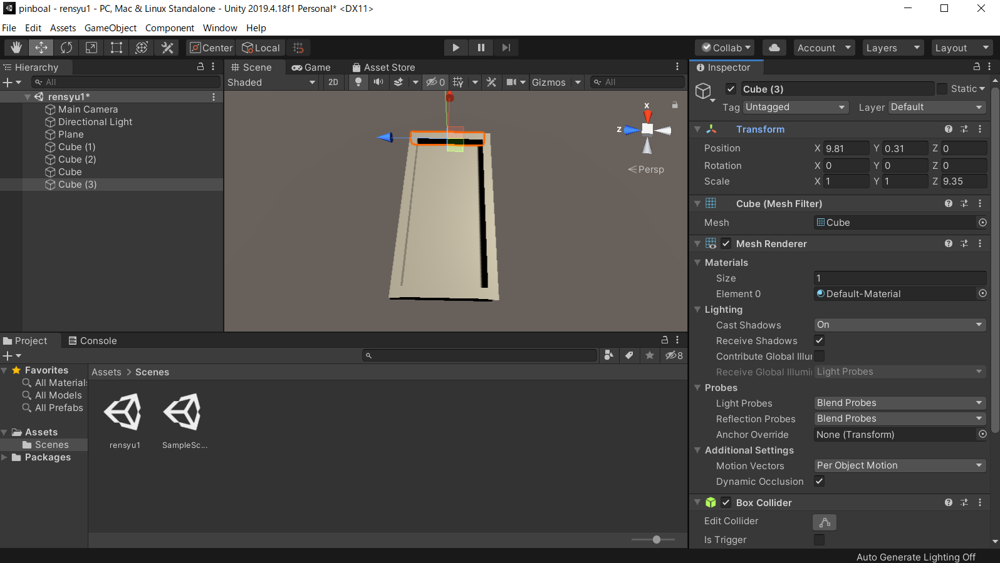 pinboal - rensyu1 - PC, Mac & Linux Standalone - Unity 2019.4.18f1 Personal* <DX11>
File Edit Assets GameObject Component Window Help
Center Local Collab Account Layers Layout
Hierarchy
All
rensyu1*
Main Camera
Directional Light
Plane
Cube (1)
Cube (2)
Cube
Cube (3)
Scene Game Asset Store
Shaded 2D 0 Gizmos All
x
z
Persp
Project Console
8
Favorites
All Materials
All Models
All Prefabs
Assets
Scenes
Packages
Assets > Scenes
rensyu1 SampleSc...
Inspector
Cube (3) Static
Tag Untagged Layer Default
Transform
Position X 9.81 Y 0.31 Z 0
Rotation X 0 Y 0 Z 0
Scale X 1 Y 1 Z 9.35
Cube (Mesh Filter)
Mesh Cube
Mesh Renderer
Materials
Size 1
Element 0 Default-Material
Lighting
Cast Shadows On
Receive Shadows
Contribute Global Illur
Receive Global Illumii Light Probes
Probes
Light Probes Blend Probes
Reflection Probes Blend Probes
Anchor Override None (Transform)
Additional Settings
Motion Vectors Per Object Motion
Dynamic Occlusion
Box Collider
Edit Collider
Is Trigger
Auto Generate Lighting Off